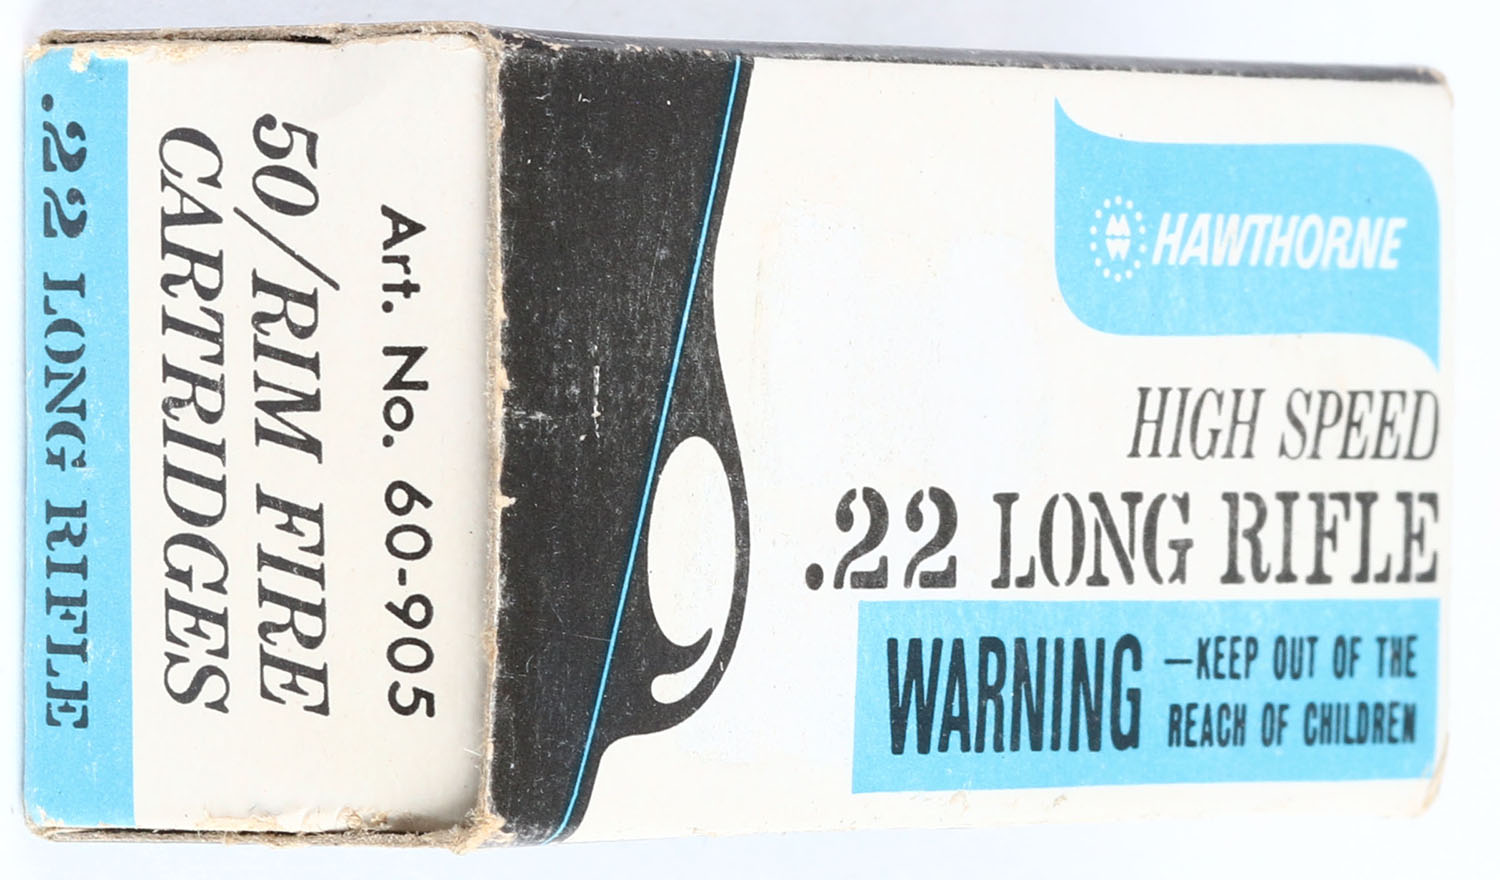 HAWTHORNE
HIGH SPEED
.22 LONG RIFLE
WARNING —KEEP OUT OF THE
REACH OF CHILDREN
Art. No. 60-905
50/RIM FIRE
CARTRIDGES
.22 LONG RIFLE